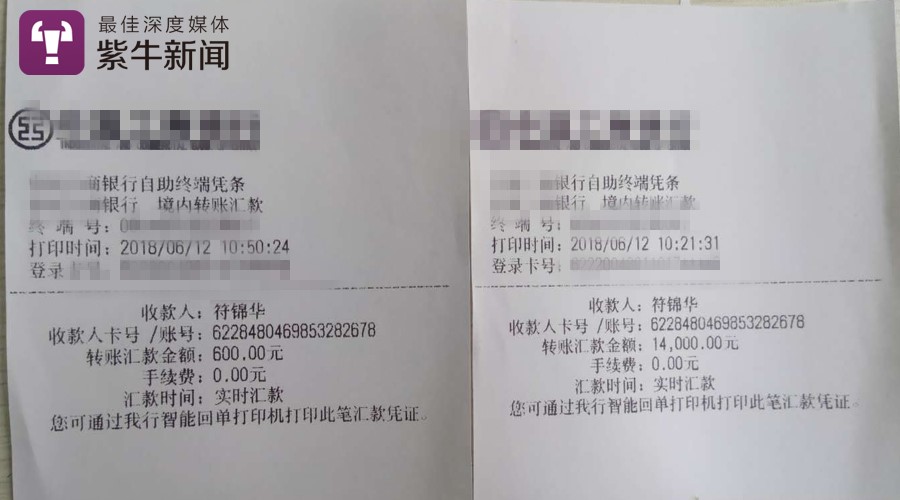 最佳深度媒体
紫牛新闻
商银行自助终端凭条
银行 境内转账汇款
终 端 号：
打印时间：2018/06/12 10:50:24
登录
收款人：符锦华
收款人卡号 /账号：6228480469853282678
转账汇款金额：600.00元
手续费：0.00元
汇款时间：实时汇款
您可通过我行智能回单打印机打印此笔汇款凭证。
银行自助终端凭条
银行 境内转账汇款
终 端 号：
打印时间：2018/06/12 10:21:31
登录卡号：
收款人：符锦华
收款人卡号 /账号：6228480469853282678
转账汇款金额：14,000.00元
手续费：0.00元
汇款时间：实时汇款
您可通过我行智能回单打印机打印此笔汇款凭证。